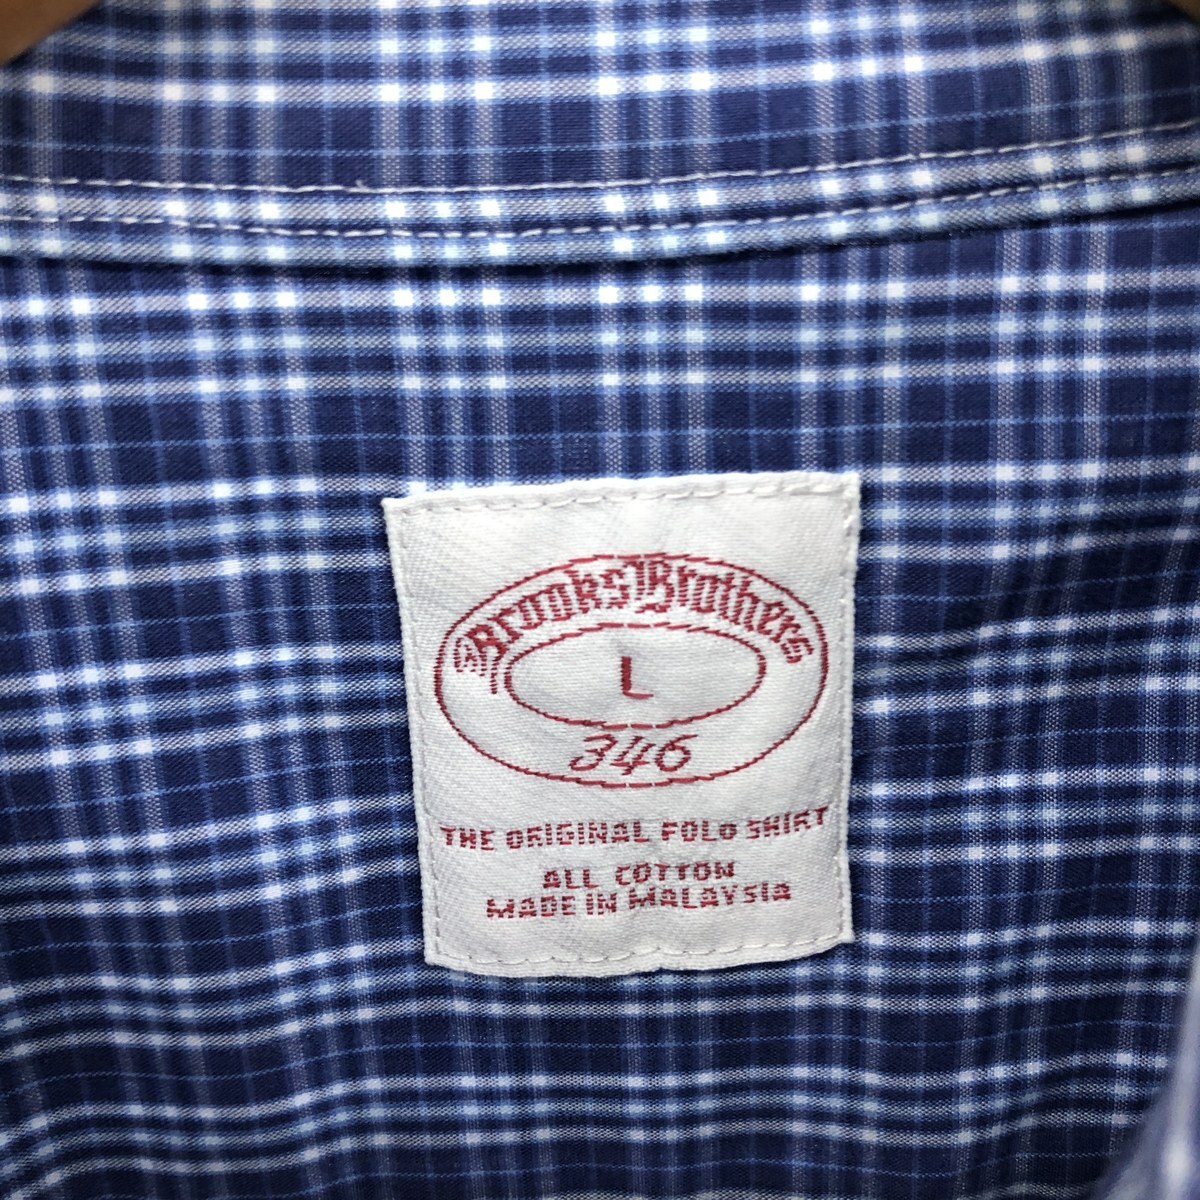 Brooks Brothers
L
346
THE ORIGINAL POLO SHIRT
ALL COTTON
MADE IN MALAYSIA